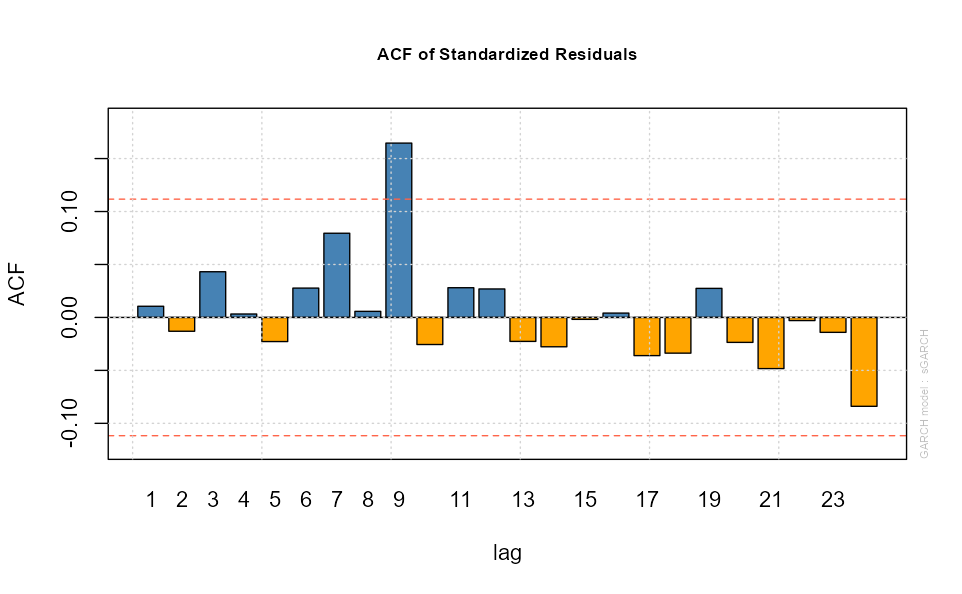 ACF of Standardized Residuals
ACF
0.10
0.00
-0.10
1 2 3 4 5 6 7 8 9 11 13 15 17 19 21 23
lag
GARCH model : sGARCH